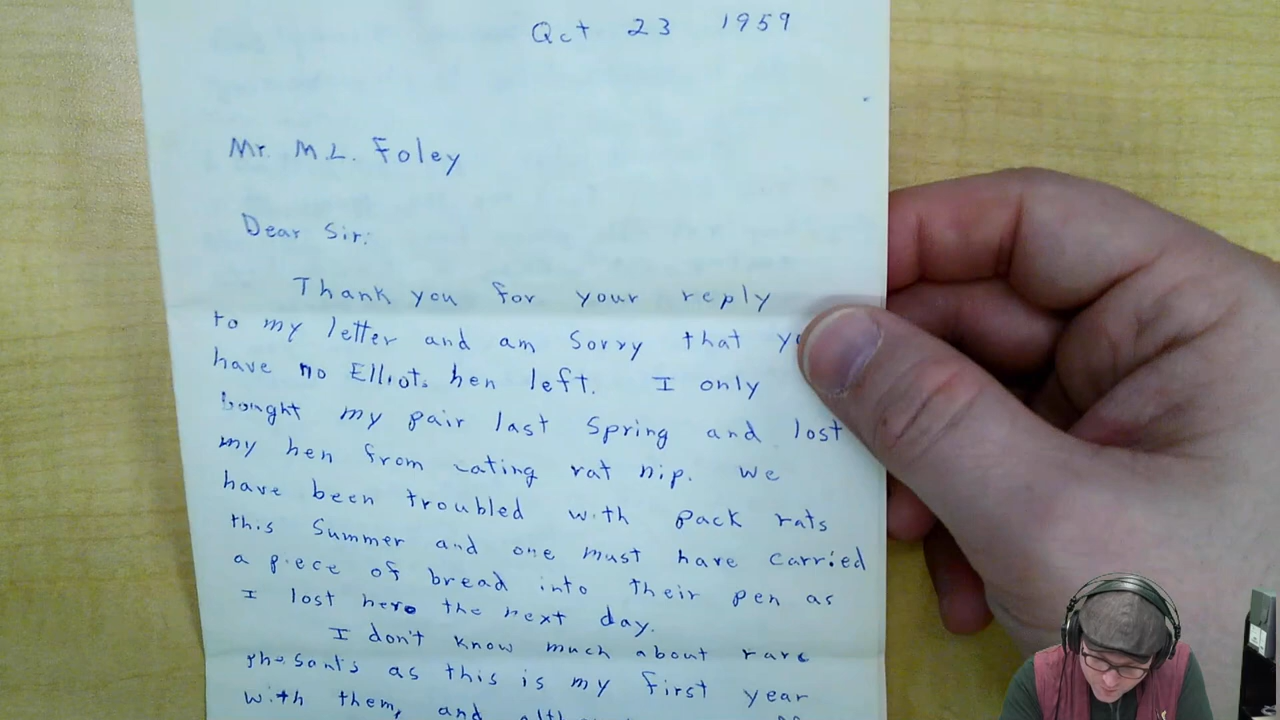 Oct 23 1959
Mr. M.L. Foley
Dear Sir:
Thank you for your reply
to my letter and am sorry that
have no Elliots hen left. I only
bought my pair last Spring and lost
my hen from eating rat nip. We
have been troubled with pack rats
this Summer and one must have carried
a piece of bread into their pen as
I lost here the next day.
I don't know much about rare
phesants as this is my first year
with them, and